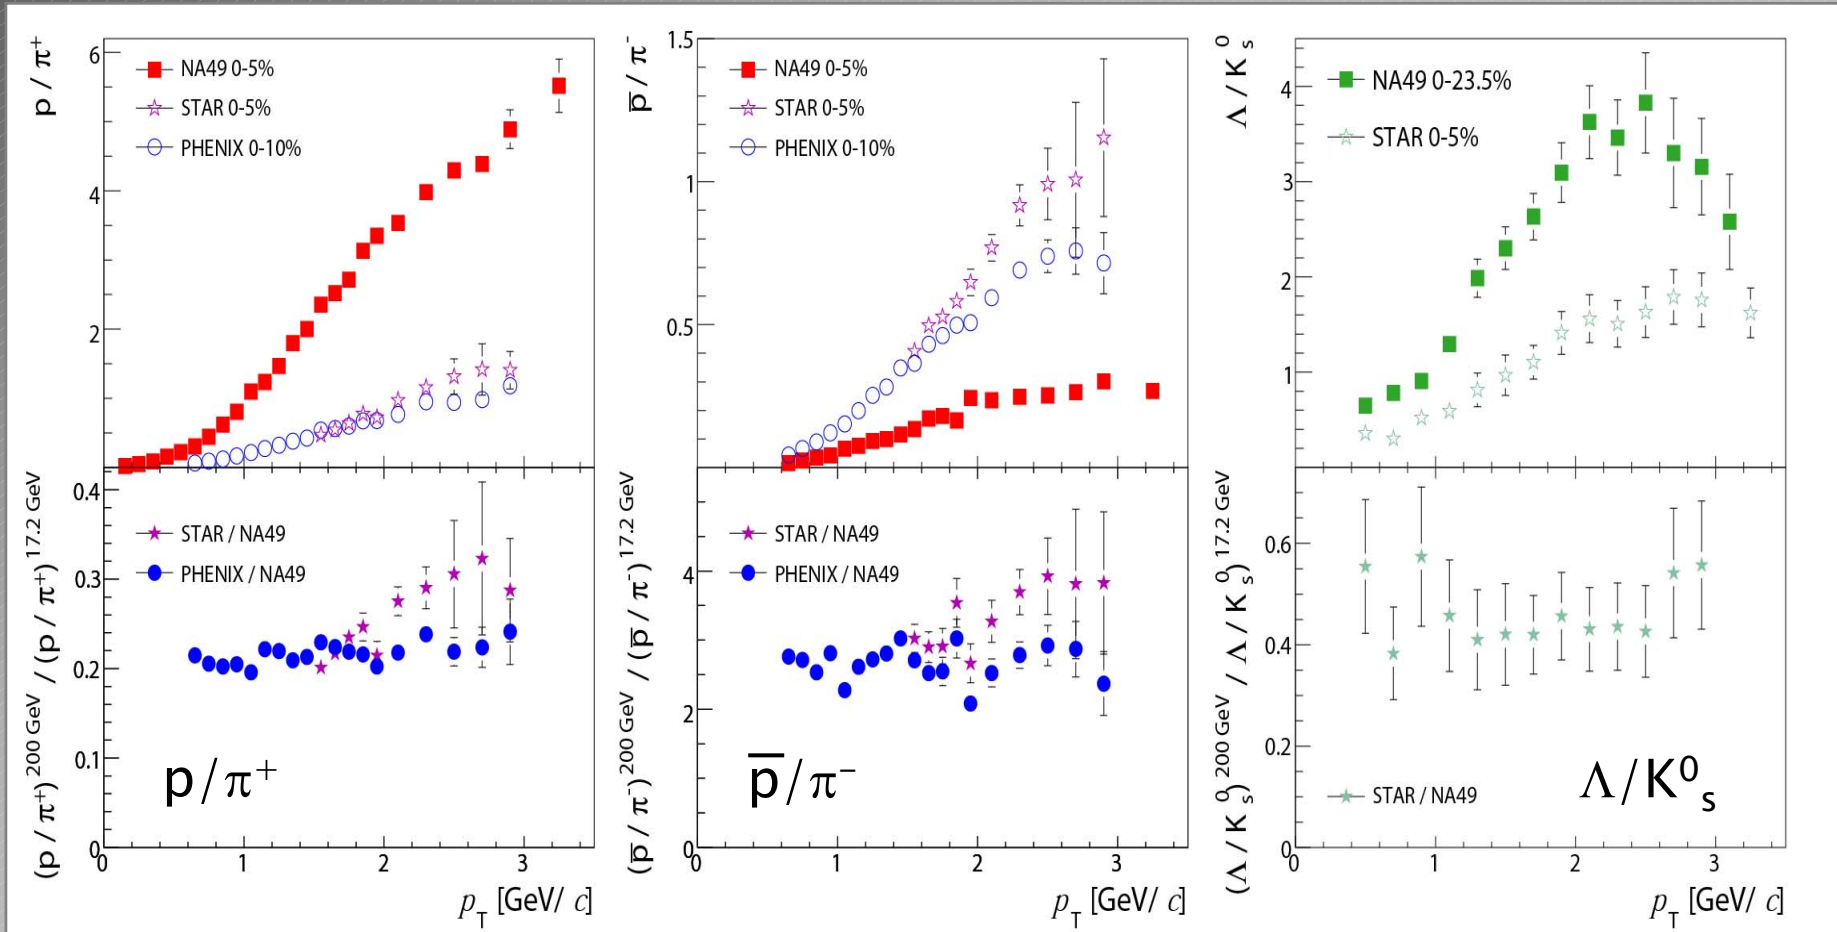 p / π⁺
6
4
2
NA49 0-5%
STAR 0-5%
PHENIX 0-10%
(p / π⁺) 200 GeV / (p / π⁺) 17.2 GeV
0.4
0.3
0.2
0.1
0
STAR / NA49
PHENIX / NA49
p/π⁺
0 1 2 3
p_T [GeV/ c]
p̅ / π⁻
1.5
1
0.5
NA49 0-5%
STAR 0-5%
PHENIX 0-10%
(p̅ / π⁻) 200 GeV / (p̅ / π⁻) 17.2 GeV
4
2
0
STAR / NA49
PHENIX / NA49
p̅/π⁻
0 1 2 3
p_T [GeV/ c]
Λ / K⁰s
4
3
2
1
NA49 0-23.5%
STAR 0-5%
(Λ / K⁰s) 200 GeV / (Λ / K⁰s) 17.2 GeV
0.6
0.4
0.2
0
STAR / NA49
Λ/K⁰s
0 1 2 3
p_T [GeV/ c]